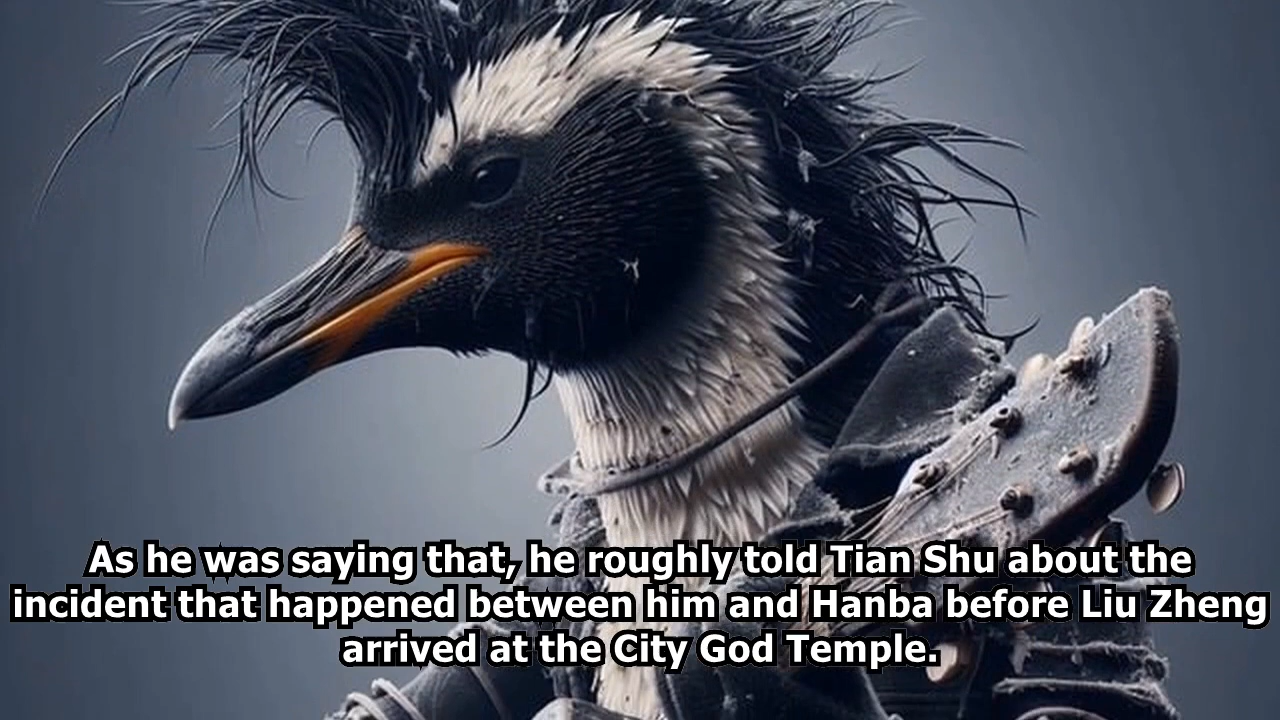 As he was saying that, he roughly told Tian Shu about the
incident that happened between him and Hanba before Liu Zheng
arrived at the City God Temple.